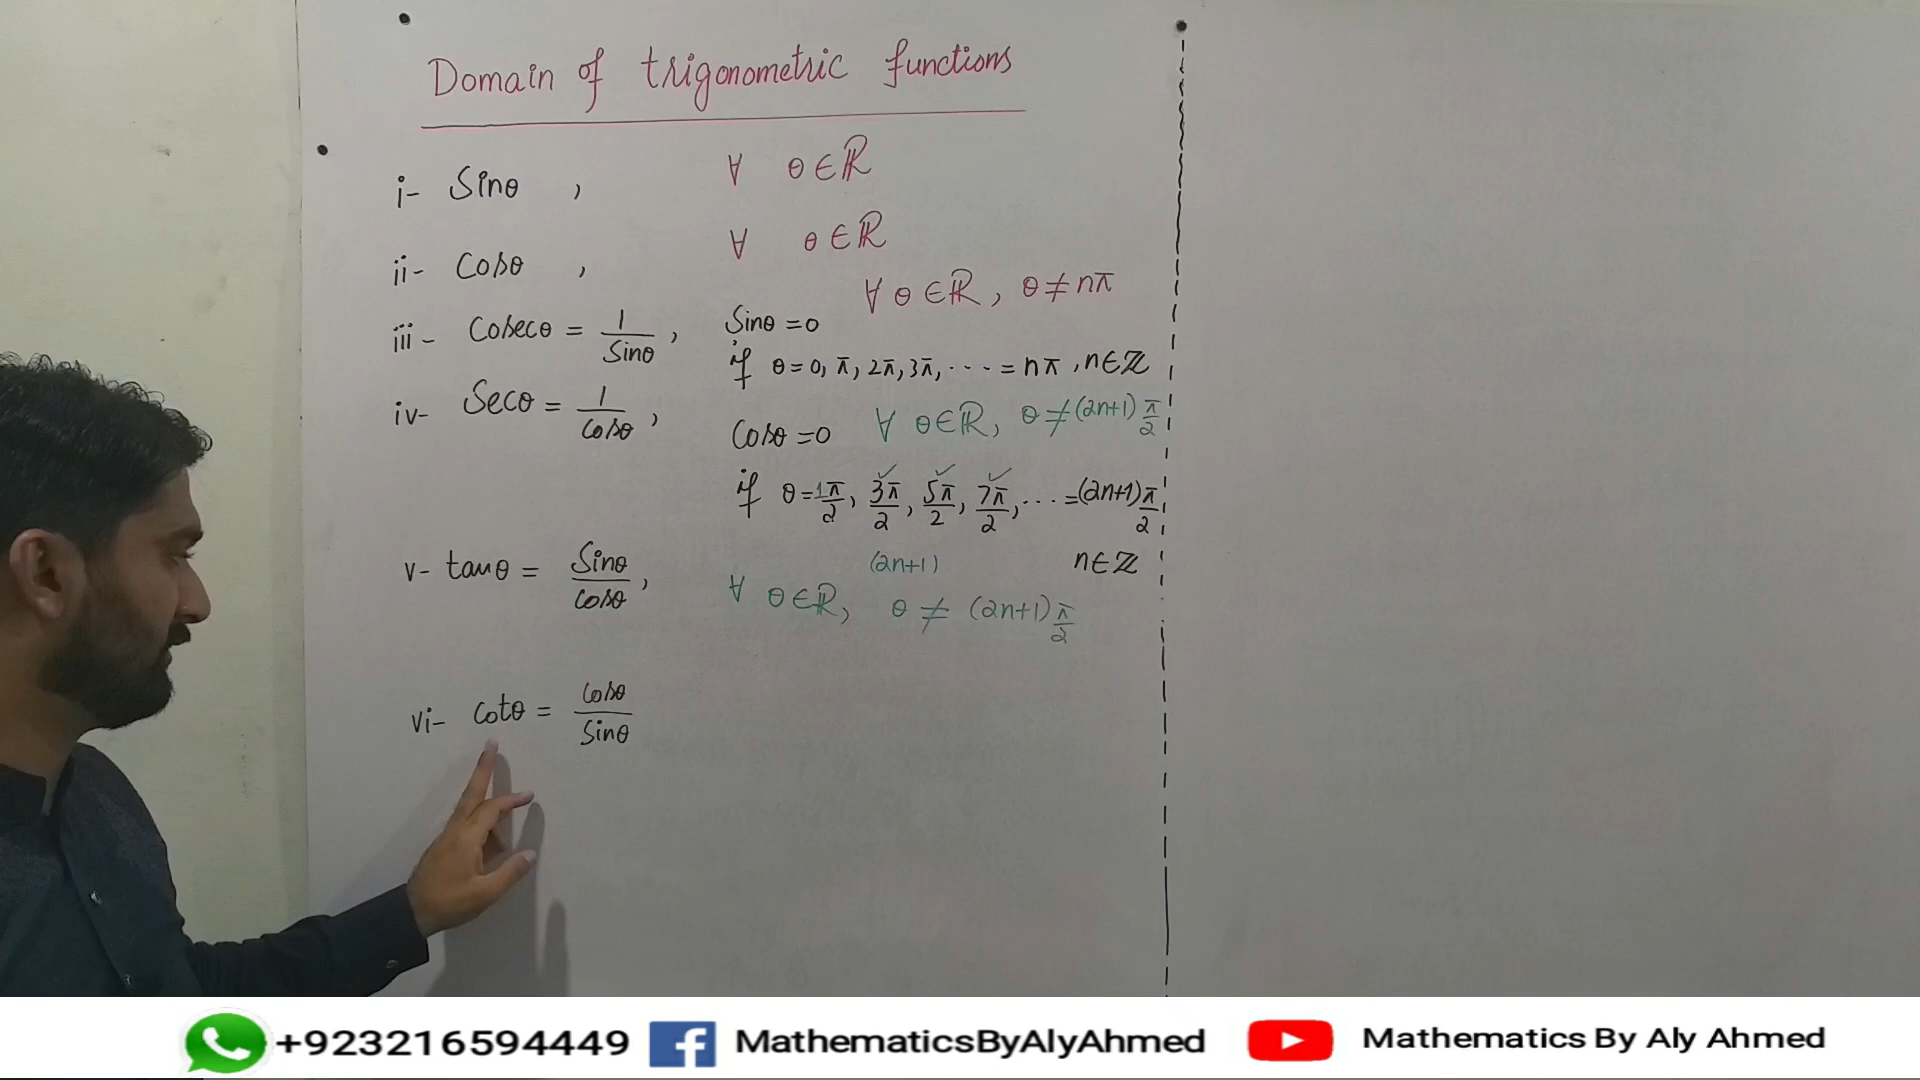 Domain of trigonometric functions
i- Sinθ , ∀ θ∈ℝ
ii- Cosθ , ∀ θ∈ℝ
∀ θ∈ℝ, θ≠nπ
iii- Cosecθ = 1/Sinθ , Sinθ=0
if θ=0, π, 2π, 3π, ... = nπ, n∈ℤ
iv- Secθ = 1/Cosθ , Cosθ=0 ∀ θ∈ℝ, θ≠(2n+1)π/2
if θ=1π/2, 3π/2, 5π/2, 7π/2, ... =(2n+1)π/2
(2n+1) n∈ℤ
v- tanθ = Sinθ/Cosθ , ∀ θ∈ℝ, θ ≠ (2n+1)π/2
vi- Cotθ = Cosθ/Sinθ
+923216594449 MathematicsByAlyAhmed Mathematics By Aly Ahmed